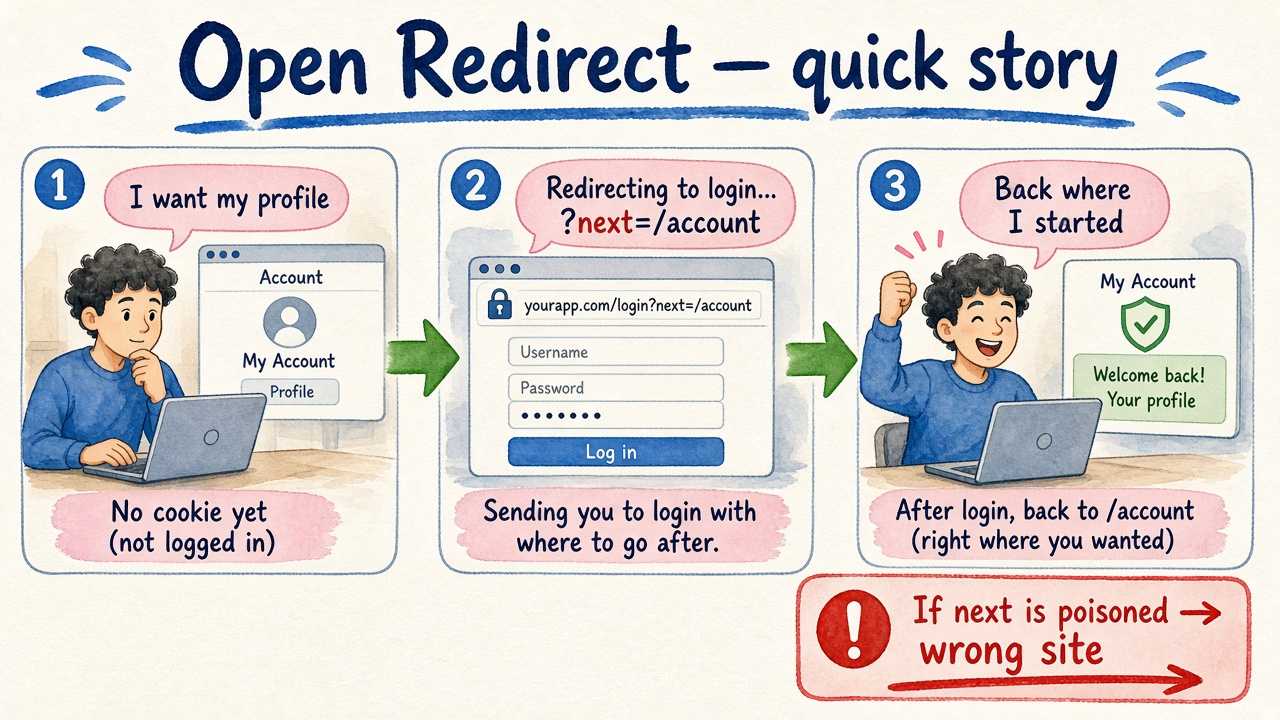 Open Redirect – quick story
1
I want my profile
Account
My Account
Profile
No cookie yet
(not logged in)
2
Redirecting to login...
?next=/account
yourapp.com/login?next=/account
Username
Password
Log in
Sending you to login with
where to go after.
3
Back where
I started
My Account
Welcome back!
Your profile
After login, back to /account
(right where you wanted)
! If next is poisoned →
wrong site